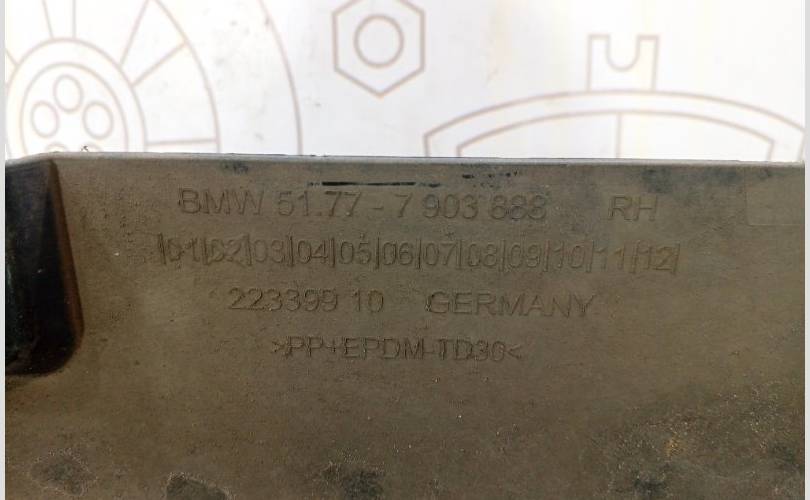 BMW 51.77 - 7 903 888 RH
|01|02|03|04|05|06|07|08|09|10|11|12|
223399 10 GERMANY
>PP+EPDM-TD30<